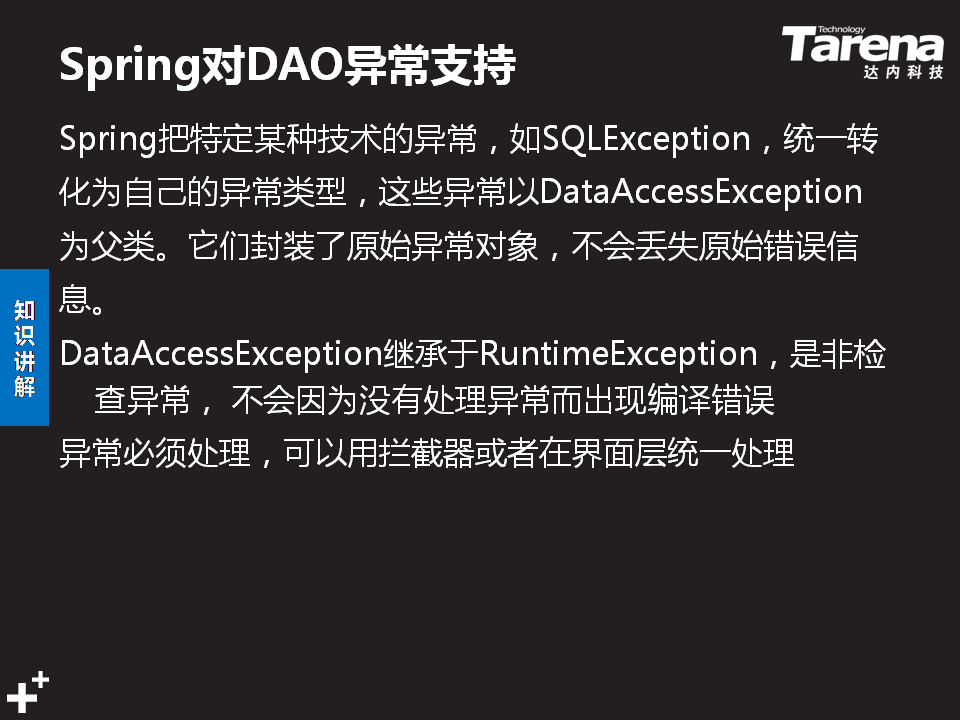 Spring对DAO异常支持
Technology
Tarena
达内科技
Spring把特定某种技术的异常，如SQLException，统一转
化为自己的异常类型，这些异常以DataAccessException
为父类。它们封装了原始异常对象，不会丢失原始错误信
息。
DataAccessException继承于RuntimeException，是非检
查异常， 不会因为没有处理异常而出现编译错误
异常必须处理，可以用拦截器或者在界面层统一处理
知识讲解